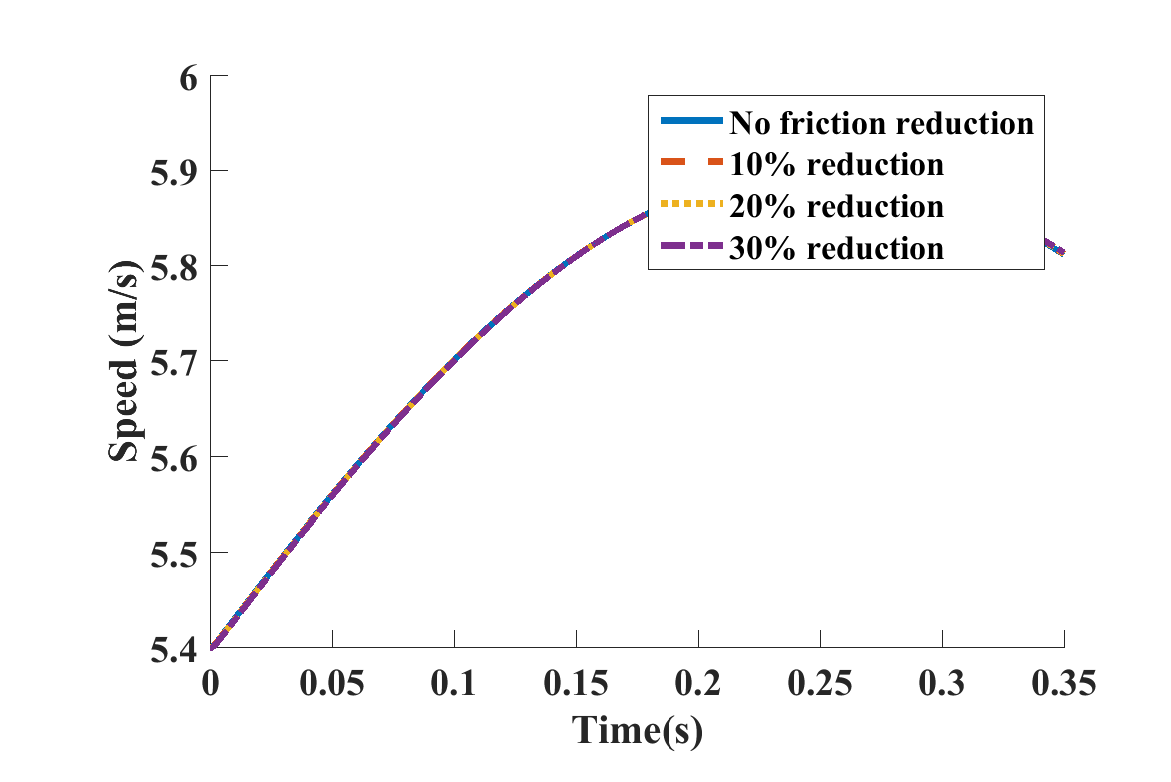 6
5.9
5.8
5.7
5.6
5.5
5.4
Speed (m/s)
No friction reduction
10% reduction
20% reduction
30% reduction
0 0.05 0.1 0.15 0.2 0.25 0.3 0.35
Time(s)